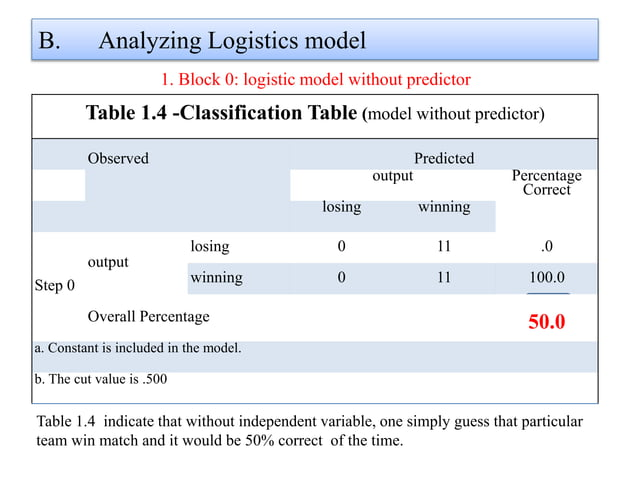 B. Analyzing Logistics model
1. Block 0: logistic model without predictor
Table 1.4 -Classification Table (model without predictor)
Observed Predicted
output Percentage Correct
losing winning
output losing 0 11 .0
Step 0 winning 0 11 100.0
Overall Percentage 50.0
a. Constant is included in the model.
b. The cut value is .500
Table 1.4 indicate that without independent variable, one simply guess that particular
team win match and it would be 50% correct of the time.